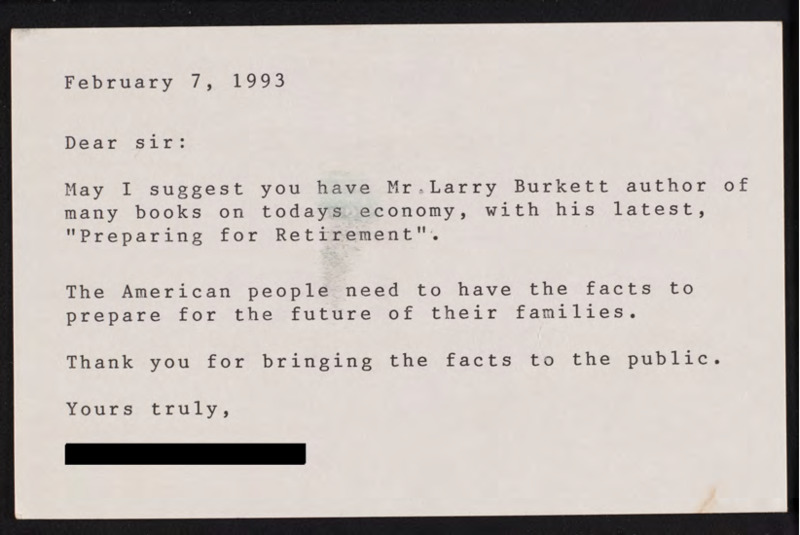 February 7, 1993
Dear sir:
May I suggest you have Mr.Larry Burkett author of
many books on todays economy, with his latest,
"Preparing for Retirement".
The American people need to have the facts to
prepare for the future of their families.
Thank you for bringing the facts to the public.
Yours truly,